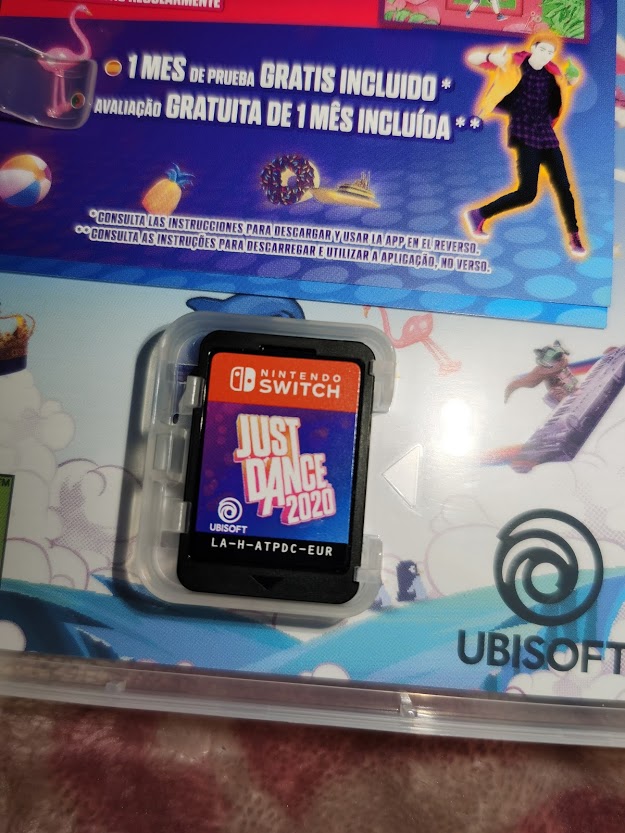 REGULARMENTE
1 MES DE PRUEBA GRATIS INCLUIDO*
AVALIAÇÃO GRATUITA DE 1 MÊS INCLUÍDA**
*CONSULTA LAS INSTRUCCIONES PARA DESCARGAR Y USAR LA APP EN EL REVERSO.
**CONSULTA AS INSTRUÇÕES PARA DESCARREGAR E UTILIZAR A APLICAÇÃO, NO VERSO.
NINTENDO
SWITCH
JUST
DANCE
2020
UBISOFT
LA-H-ATPDC-EUR
UBISOFT